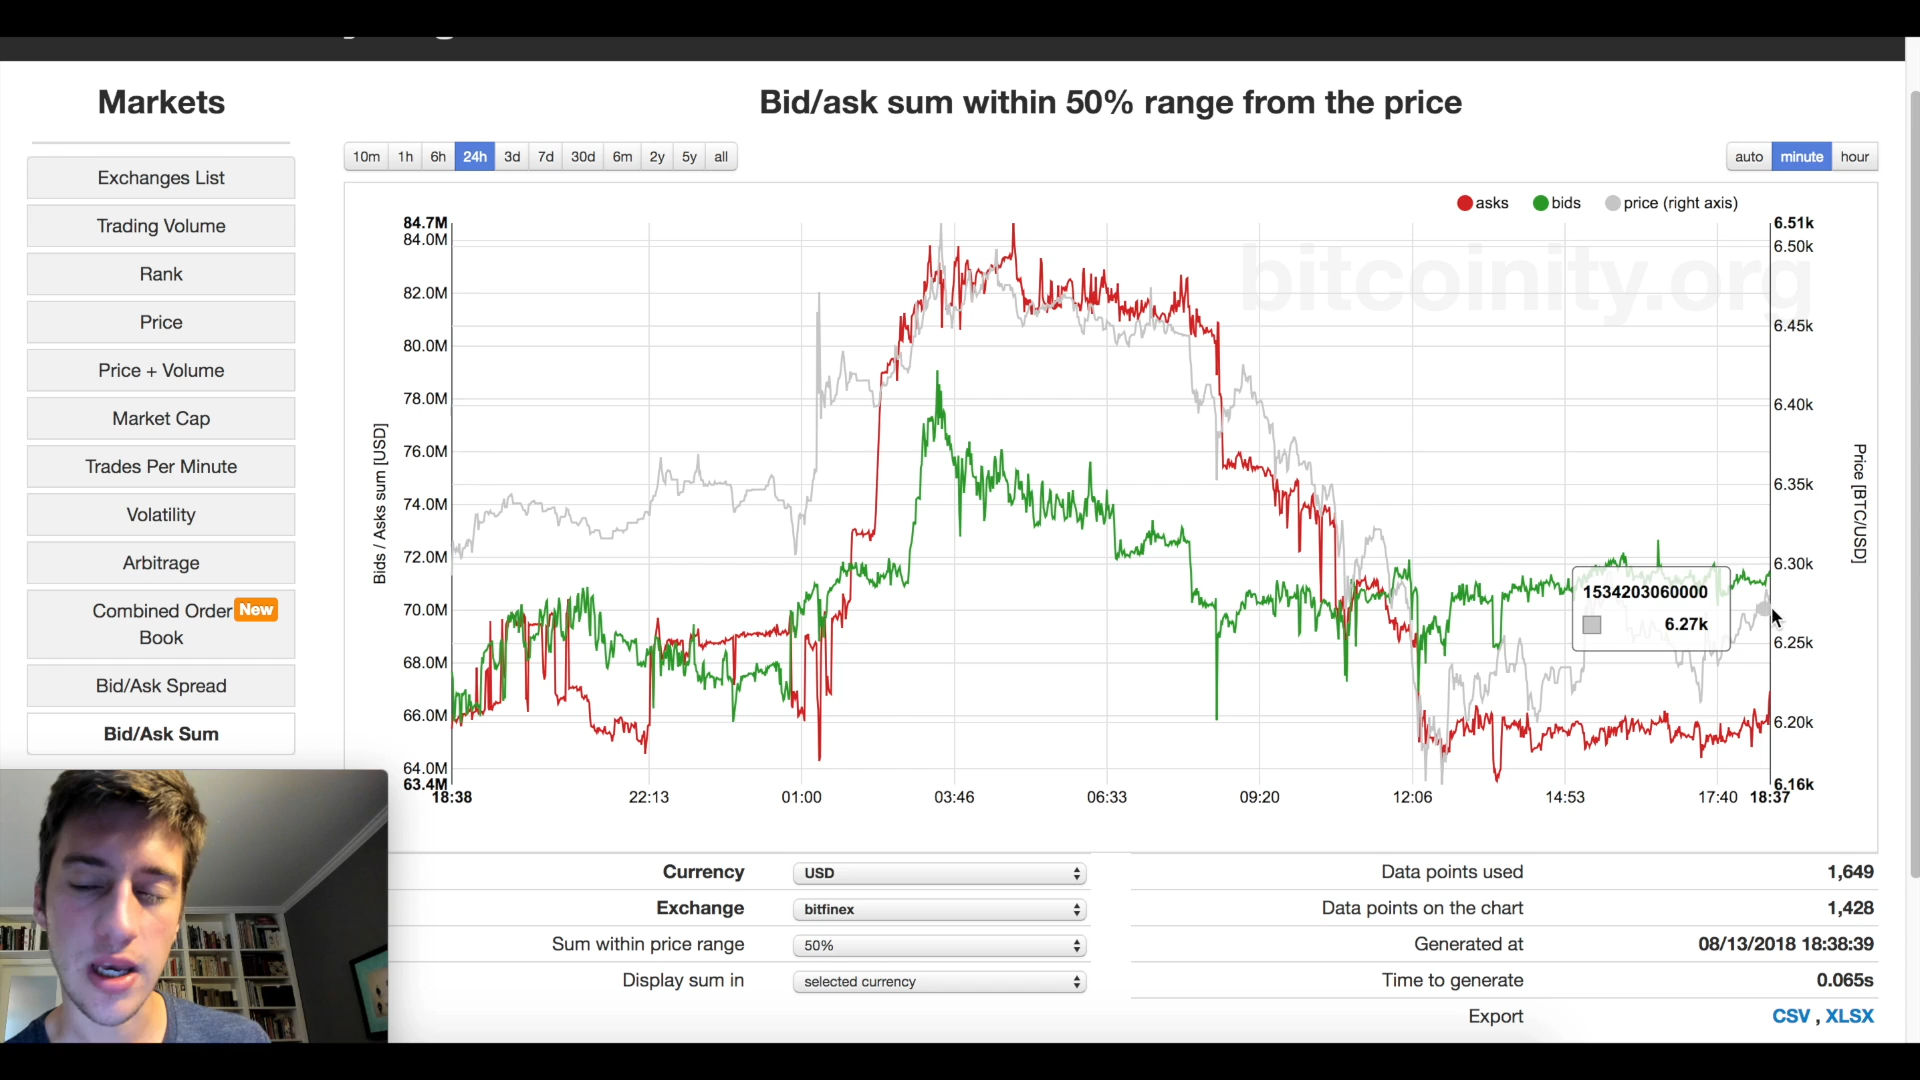 Markets
Bid/ask sum within 50% range from the price
10m 1h 6h 24h 3d 7d 30d 6m 2y 5y all
auto minute hour
Exchanges List
Trading Volume
Rank
Price
Price + Volume
Market Cap
Trades Per Minute
Volatility
Arbitrage
Combined Order New
Book
Bid/Ask Spread
Bid/Ask Sum
asks bids price (right axis)
bitcoinity.org
84.7M
84.0M
82.0M
80.0M
78.0M
76.0M
74.0M
72.0M
70.0M
68.0M
66.0M
64.0M
63.4M
Bids / Asks sum [USD]
6.51k
6.50k
6.45k
6.40k
6.35k
6.30k
6.25k
6.20k
6.16k
Price [BTC/USD]
1534203060000
6.27k
18:38 22:13 01:00 03:46 06:33 09:20 12:06 14:53 17:40 18:37
Currency USD
Exchange bitfinex
Sum within price range 50%
Display sum in selected currency
Data points used 1,649
Data points on the chart 1,428
Generated at 08/13/2018 18:38:39
Time to generate 0.065s
Export CSV , XLSX